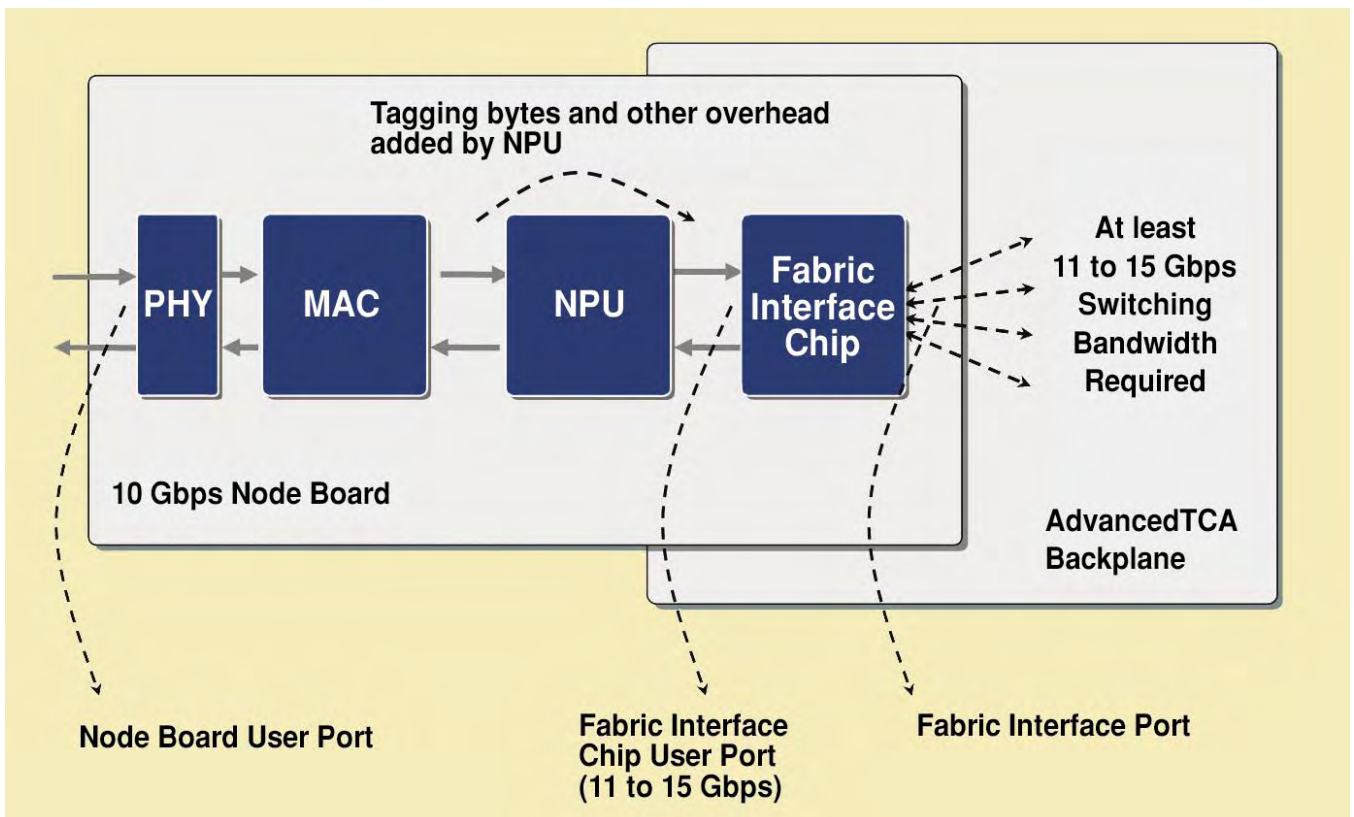 Tagging bytes and other overhead
added by NPU
PHY
MAC
NPU
Fabric
Interface
Chip
At least
11 to 15 Gbps
Switching
Bandwidth
Required
10 Gbps Node Board
AdvancedTCA
Backplane
Node Board User Port
Fabric Interface
Chip User Port
(11 to 15 Gbps)
Fabric Interface Port